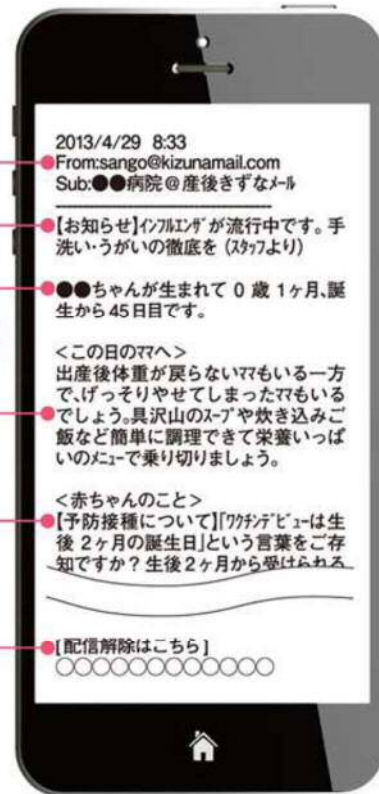 2013/4/29 8:33
From:sango@kizunamail.com
Sub:●●病院@産後きずなメール
【お知らせ】インフルエンザが流行中です。手
洗い・うがいの徹底を (スタッフより)
●●ちゃんが生まれて 0 歳 1ヶ月、誕
生から45日目です。
<この日のママへ>
出産後体重が戻らないママもいる一方
で、げっそりやせてしまったママもいる
でしょう。具沢山のスープや炊き込みご
飯など簡単に調理できて栄養いっぱ
いのメニューで乗り切りましょう。
<赤ちゃんのこと>
【予防接種について】「ワクチンデビューは生
後 2ヶ月の誕生日」という言葉をご存
知ですか?生後2ヶ月から受けられる
[配信解除はこちら]
○○○○○○○○○○○○